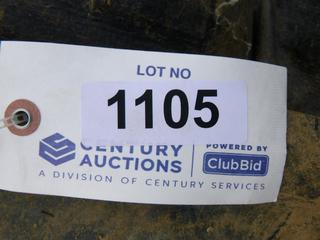 LOT NO
1105
CENTURY
AUCTIONS
POWERED BY
ClubBid
A DIVISION OF CENTURY SERVICES